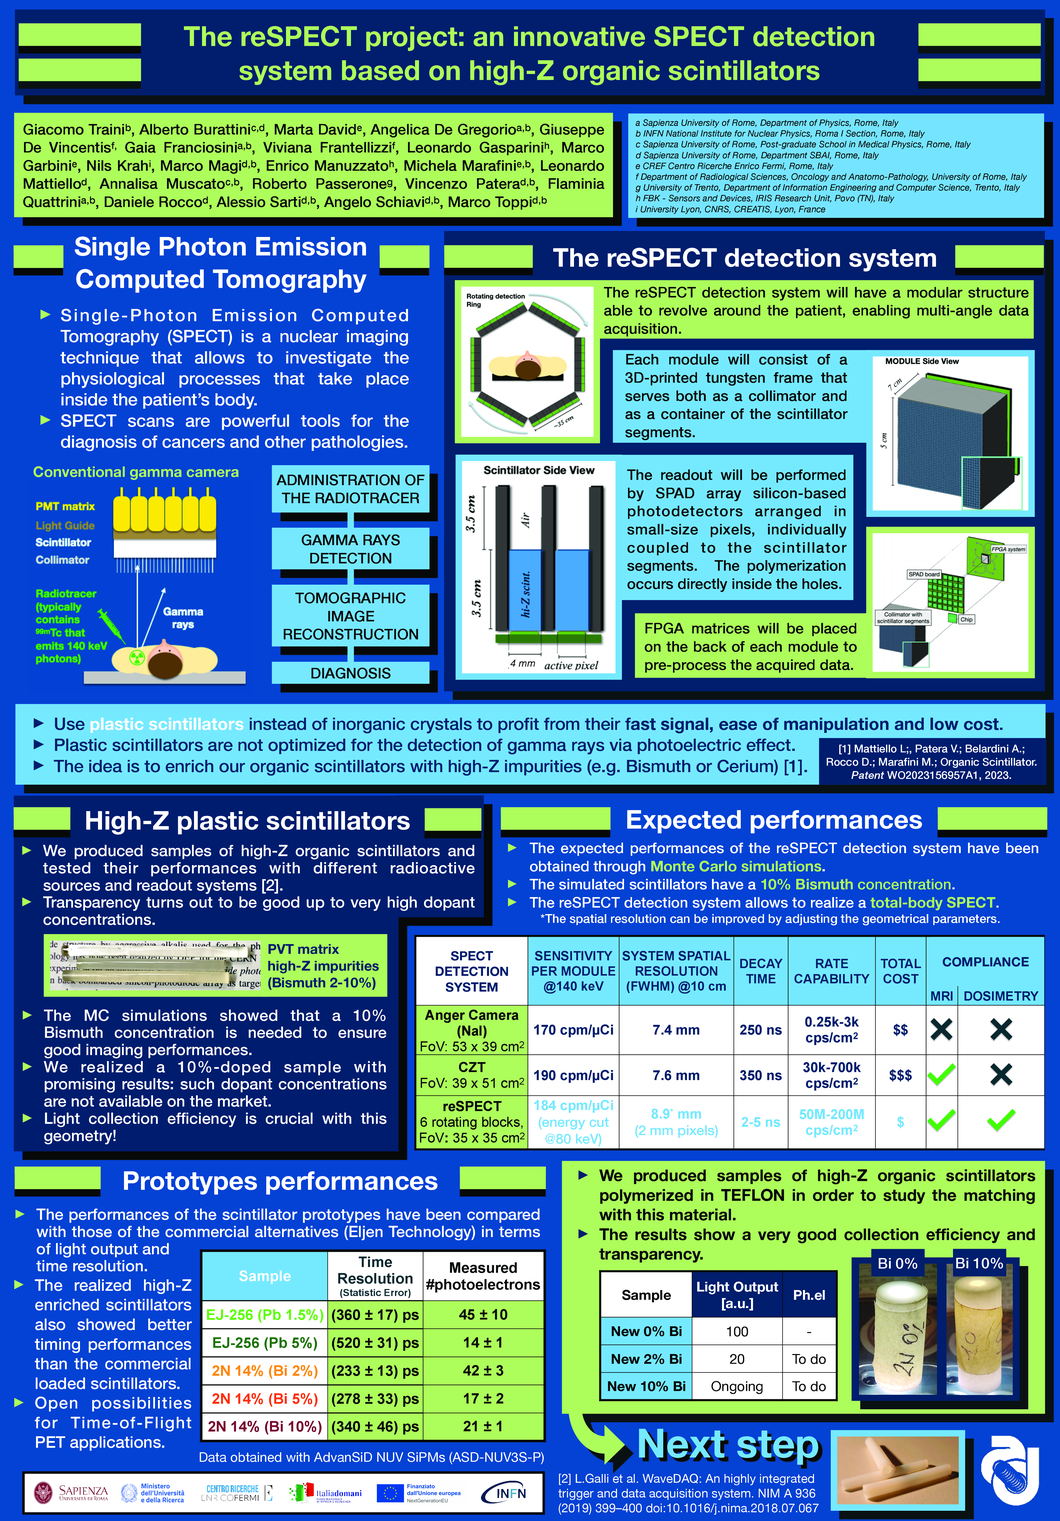 The reSPECT project: an innovative SPECT detection
system based on high-Z organic scintillators
Giacomo Trainiᵇ, Alberto Burattiniᶜ,ᵈ, Marta Davideᵉ, Angelica De Gregorioᵃ,ᵇ, Giuseppe
De Vincentisᶠ, Gaia Franciosiniᵃ,ᵇ, Viviana Frantellizziᶠ, Leonardo Gaspariniʰ, Marco
Garbiniᵉ, Nils Krahⁱ, Marco Magiᵈ,ᵇ, Enrico Manuzzatoʰ, Michela Marafiniᵉ,ᵇ, Leonardo
Mattielloᵈ, Annalisa Muscatoᶜ,ᵇ, Roberto Passeroneᵍ, Vincenzo Pateraᵈ,ᵇ, Flaminia
Quattriniᵃ,ᵇ, Daniele Roccoᵈ, Alessio Sartiᵈ,ᵇ, Angelo Schiaviᵈ,ᵇ, Marco Toppiᵈ,ᵇ
a Sapienza University of Rome, Department of Physics, Rome, Italy
b INFN National Institute for Nuclear Physics, Roma I Section, Rome, Italy
c Sapienza University of Rome, Post-graduate School in Medical Physics, Rome, Italy
d Sapienza University of Rome, Department SBAI, Rome, Italy
e CREF Centro Ricerche Enrico Fermi, Rome, Italy
f Department of Radiological Sciences, Oncology and Anatomo-Pathology, University of Rome, Italy
g University of Trento, Department of Information Engineering and Computer Science, Trento, Italy
h FBK - Sensors and Devices, IRIS Research Unit, Povo (TN), Italy
i University Lyon, CNRS, CREATIS, Lyon, France
Single Photon Emission
Computed Tomography
► Single-Photon Emission Computed
Tomography (SPECT) is a nuclear imaging
technique that allows to investigate the
physiological processes that take place
inside the patient's body.
► SPECT scans are powerful tools for the
diagnosis of cancers and other pathologies.
Conventional gamma camera
PMT matrix
Light Guide
Scintillator
Collimator
Radiotracer
(typically
contains
⁹⁹ᵐTc that
emits 140 keV
photons)
Gamma
rays
ADMINISTRATION OF
THE RADIOTRACER
GAMMA RAYS
DETECTION
TOMOGRAPHIC
IMAGE
RECONSTRUCTION
DIAGNOSIS
The reSPECT detection system
Rotating detection
Ring
~35 cm
The reSPECT detection system will have a modular structure
able to revolve around the patient, enabling multi-angle data
acquisition.
Each module will consist of a
3D-printed tungsten frame that
serves both as a collimator and
as a container of the scintillator
segments.
MODULE Side View
7 cm
5 cm
Scintillator Side View
3.5 cm
Air
3.5 cm
hi-Z scint.
4 mm
active pixel
The readout will be performed
by SPAD array silicon-based
photodetectors arranged in
small-size pixels, individually
coupled to the scintillator
segments. The polymerization
occurs directly inside the holes.
FPGA matrices will be placed
on the back of each module to
pre-process the acquired data.
FPGA system
SPAD board
Chip
Collimator with
scintillator segments
► Use plastic scintillators instead of inorganic crystals to profit from their fast signal, ease of manipulation and low cost.
► Plastic scintillators are not optimized for the detection of gamma rays via photoelectric effect.
► The idea is to enrich our organic scintillators with high-Z impurities (e.g. Bismuth or Cerium) [1].
[1] Mattiello L.; Patera V.; Belardini A.;
Rocco D.; Marafini M.; Organic Scintillator.
Patent WO2023156957A1, 2023.
High-Z plastic scintillators
► We produced samples of high-Z organic scintillators and
tested their performances with different radioactive
sources and readout systems [2].
► Transparency turns out to be good up to very high dopant
concentrations.
PVT matrix
high-Z impurities
(Bismuth 2-10%)
► The MC simulations showed that a 10%
Bismuth concentration is needed to ensure
good imaging performances.
► We realized a 10%-doped sample with
promising results: such dopant concentrations
are not available on the market.
► Light collection efficiency is crucial with this
geometry!
Expected performances
► The expected performances of the reSPECT detection system have been
obtained through Monte Carlo simulations.
► The simulated scintillators have a 10% Bismuth concentration.
► The reSPECT detection system allows to realize a total-body SPECT.
*The spatial resolution can be improved by adjusting the geometrical parameters.
SPECT DETECTION SYSTEM | SENSITIVITY PER MODULE @140 keV | SYSTEM SPATIAL RESOLUTION (FWHM) @10 cm | DECAY TIME | RATE CAPABILITY | TOTAL COST | COMPLIANCE
MRI | DOSIMETRY
Anger Camera (NaI) FoV: 53 x 39 cm² | 170 cpm/µCi | 7.4 mm | 250 ns | 0.25k-3k cps/cm² | $$ | ✕ | ✕
CZT FoV: 39 x 51 cm² | 190 cpm/µCi | 7.6 mm | 350 ns | 30k-700k cps/cm² | $$$ | ✓ | ✕
reSPECT 6 rotating blocks, FoV: 35 x 35 cm² | 184 cpm/µCi (energy cut @80 keV) | 8.9* mm (2 mm pixels) | 2-5 ns | 50M-200M cps/cm² | $ | ✓ | ✓
Prototypes performances
► The performances of the scintillator prototypes have been compared
with those of the commercial alternatives (Eljen Technology) in terms
of light output and
time resolution.
► The realized high-Z
enriched scintillators
also showed better
timing performances
than the commercial
loaded scintillators.
► Open possibilities
for Time-of-Flight
PET applications.
Sample | Time Resolution (Statistic Error) | Measured #photoelectrons
EJ-256 (Pb 1.5%) | (360 ± 17) ps | 45 ± 10
EJ-256 (Pb 5%) | (520 ± 31) ps | 14 ± 1
2N 14% (Bi 2%) | (233 ± 13) ps | 42 ± 3
2N 14% (Bi 5%) | (278 ± 33) ps | 17 ± 2
2N 14% (Bi 10%) | (340 ± 46) ps | 21 ± 1
Data obtained with AdvanSiD NUV SiPMs (ASD-NUV3S-P)
► We produced samples of high-Z organic scintillators
polymerized in TEFLON in order to study the matching
with this material.
► The results show a very good collection efficiency and
transparency.
Sample | Light Output [a.u.] | Ph.el
New 0% Bi | 100 | -
New 2% Bi | 20 | To do
New 10% Bi | Ongoing | To do
Bi 0%
Bi 10%
2N 0%
Next step
[2] L.Galli et al. WaveDAQ: An highly integrated
trigger and data acquisition system. NIM A 936
(2019) 399–400 doi:10.1016/j.nima.2018.07.067
SAPIENZA
UNIVERSITÀ DI ROMA
Ministero
dell'Università
e della Ricerca
CENTRO RICERCHE
ENRICO FERMI
Italiadomani
Finanziato
dall'Unione europea
NextGenerationEU
INFN